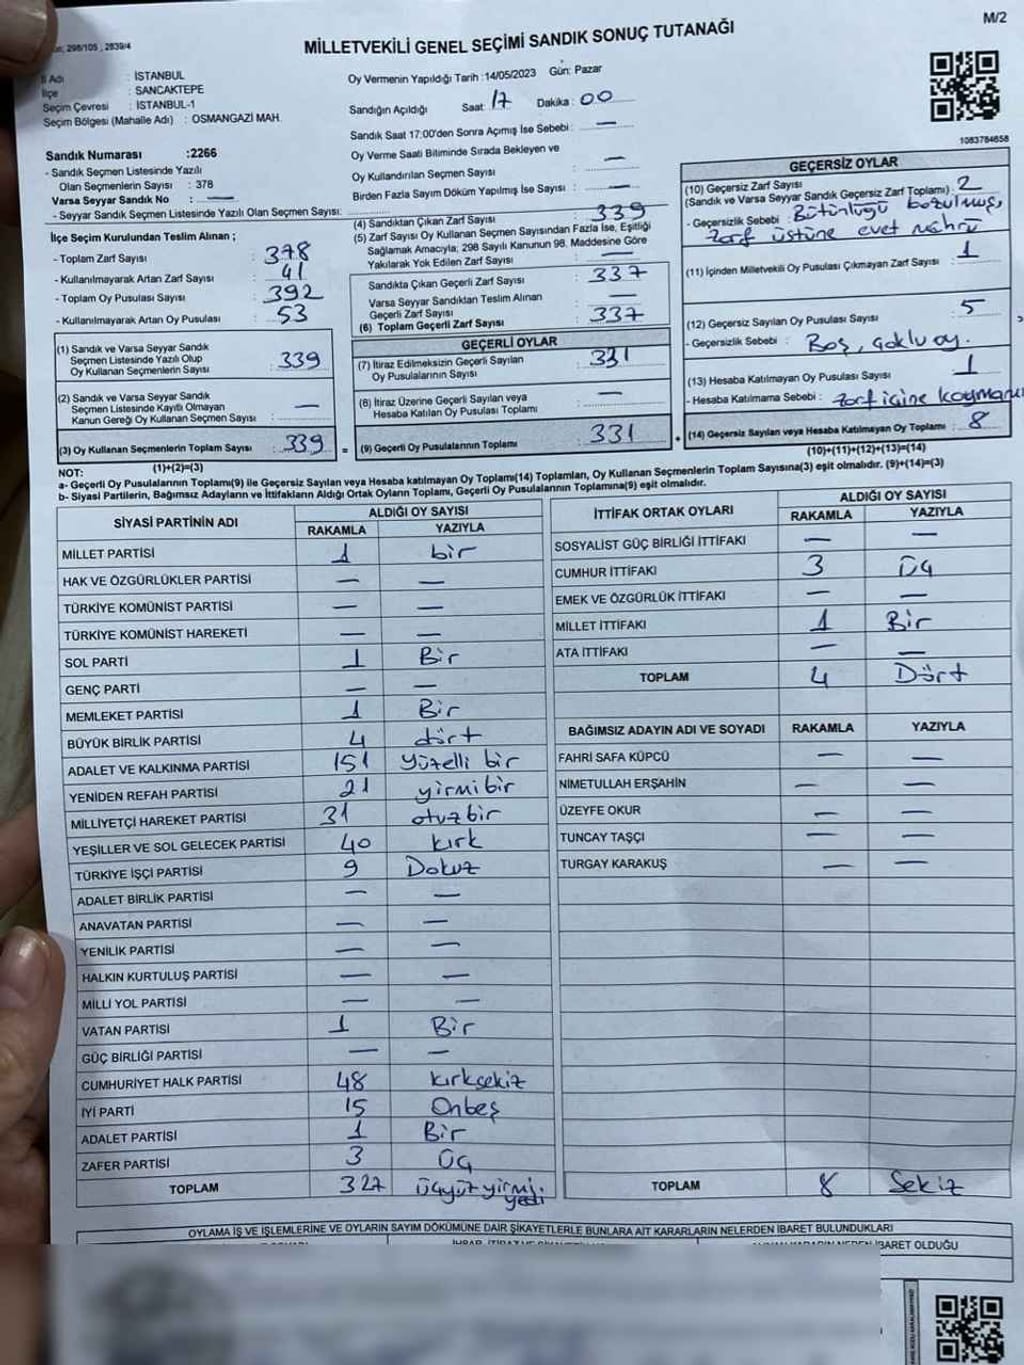 M/2
298/105 , 2839/4
MİLLETVEKİLİ GENEL SEÇİMİ SANDIK SONUÇ TUTANAĞI
İl Adı : İSTANBUL
İlçe : SANCAKTEPE
Seçim Çevresi : İSTANBUL-1
Seçim Bölgesi (Mahalle Adı) : OSMANGAZİ MAH.
Oy Vermenin Yapıldığı Tarih :14/05/2023 Gün: Pazar
Sandığın Açıldığı Saat: 17 Dakika : 00
Sandık Saat 17:00'den Sonra Açılmış İse Sebebi : —
Oy Verme Saati Bitiminde Sırada Bekleyen ve
Oy Kullandırılan Seçmen Sayısı : —
Birden Fazla Sayım Döküm Yapılmış İse Sayısı : —
1083784658
Sandık Numarası :2266
- Sandık Seçmen Listesinde Yazılı
Olan Seçmenlerin Sayısı : 378
Varsa Seyyar Sandık No : —
- Seyyar Sandık Seçmen Listesinde Yazılı Olan Seçmen Sayısı:
İlçe Seçim Kurulundan Teslim Alınan ;
- Toplam Zarf Sayısı : 378
- Kullanılmayarak Artan Zarf Sayısı : 41
- Toplam Oy Pusulası Sayısı : 392
- Kullanılmayarak Artan Oy Pusulası : 53
(4) Sandıktan Çıkan Zarf Sayısı : 339
(5) Zarf Sayısı Oy Kullanan Seçmen Sayısından Fazla İse, Eşitliği
Sağlamak Amacıyla; 298 Sayılı Kanunun 98. Maddesine Göre
Yakılarak Yok Edilen Zarf Sayısı : —
Sandıkta Çıkan Geçerli Zarf Sayısı : 337
Varsa Seyyar Sandıktan Teslim Alınan
Geçerli Zarf Sayısı : —
(6) Toplam Geçerli Zarf Sayısı : 337
GEÇERSİZ OYLAR
(10) Geçersiz Zarf Sayısı
(Sandık ve Varsa Seyyar Sandık Geçersiz Zarf Toplamı) : 2
- Geçersizlik Sebebi : Bütünlüğü bozulmuş,
zarf üstüne evet mührü
(11) İçinden Milletvekili Oy Pusulası Çıkmayan Zarf Sayısı : 1
(12) Geçersiz Sayılan Oy Pusulası Sayısı : 5
- Geçersizlik Sebebi : Boş, çoklu oy.
(13) Hesaba Katılmayan Oy Pusulası Sayısı : 1
- Hesaba Katılmama Sebebi : zarf içine koymama
(14) Geçersiz Sayılan veya Hesaba Katılmayan Oy Toplamı : 8
(10)+(11)+(12)+(13)=(14)
(1) Sandık ve Varsa Seyyar Sandık
Seçmen Listesinde Yazılı Olup
Oy Kullanan Seçmenlerin Sayısı : 339
(2) Sandık ve Varsa Seyyar Sandık
Seçmen Listesinde Kayıtlı Olmayan
Kanun Gereği Oy Kullanan Seçmen Sayısı : —
(3) Oy Kullanan Seçmenlerin Toplam Sayısı : 339 =
(1)+(2)=(3)
GEÇERLİ OYLAR
(7) İtiraz Edilmeksizin Geçerli Sayılan
Oy Pusulalarının Sayısı : 331
(8) İtiraz Üzerine Geçerli Sayılan veya
Hesaba Katılan Oy Pusulası Toplamı : —
(9) Geçerli Oy Pusulalarının Toplamı : 331 +
NOT:
a- Geçerli Oy Pusulalarının Toplamı(9) ile Geçersiz Sayılan veya Hesaba katılmayan Oy Toplamı(14) Toplamları, Oy Kullanan Seçmenlerin Toplam Sayısına(3) eşit olmalıdır. (9)+(14)=(3)
b- Siyasi Partilerin, Bağımsız Adayların ve İttifakların Aldığı Ortak Oyların Toplamı, Geçerli Oy Pusulalarının Toplamına(9) eşit olmalıdır.
SİYASİ PARTİNİN ADI ALDIĞI OY SAYISI
RAKAMLA YAZIYLA
MİLLET PARTİSİ 1 bir
HAK VE ÖZGÜRLÜKLER PARTİSİ — —
TÜRKİYE KOMÜNİST PARTİSİ — —
TÜRKİYE KOMÜNİST HAREKETİ — —
SOL PARTİ 1 Bir
GENÇ PARTİ — —
MEMLEKET PARTİSİ 1 Bir
BÜYÜK BİRLİK PARTİSİ 4 dört
ADALET VE KALKINMA PARTİSİ 151 yüzelli bir
YENİDEN REFAH PARTİSİ 21 yirmi bir
MİLLİYETÇİ HAREKET PARTİSİ 31 otuz bir
YEŞİLLER VE SOL GELECEK PARTİSİ 40 kırk
TÜRKİYE İŞÇİ PARTİSİ 9 Dokuz
ADALET BİRLİK PARTİSİ — —
ANAVATAN PARTİSİ — —
YENİLİK PARTİSİ — —
HALKIN KURTULUŞ PARTİSİ — —
MİLLİ YOL PARTİSİ — —
VATAN PARTİSİ 1 Bir
GÜÇ BİRLİĞİ PARTİSİ — —
CUMHURİYET HALK PARTİSİ 48 kırksekiz
İYİ PARTİ 15 Onbeş
ADALET PARTİSİ 1 Bir
ZAFER PARTİSİ 3 Üç
TOPLAM 327 üçyüz yirmi yedi
İTTİFAK ORTAK OYLARI ALDIĞI OY SAYISI
RAKAMLA YAZIYLA
SOSYALİST GÜÇ BİRLİĞİ İTTİFAKI — —
CUMHUR İTTİFAKI 3 Üç
EMEK VE ÖZGÜRLÜK İTTİFAKI — —
MİLLET İTTİFAKI 1 Bir
ATA İTTİFAKI — —
TOPLAM 4 Dört
BAĞIMSIZ ADAYIN ADI VE SOYADI RAKAMLA YAZIYLA
FAHRİ SAFA KÜPCÜ — —
NİMETULLAH ERŞAHİN — —
ÜZEYFE OKUR — —
TUNCAY TAŞÇI — —
TURGAY KARAKUŞ — —
TOPLAM 8 Sekiz
OYLAMA İŞ VE İŞLEMLERİNE VE OYLARIN SAYIM DÖKÜMÜNE DAİR ŞİKAYETLERLE BUNLARA AİT KARARLARIN NELERDEN İBARET BULUNDUKLARI
İBARET OLDUĞU